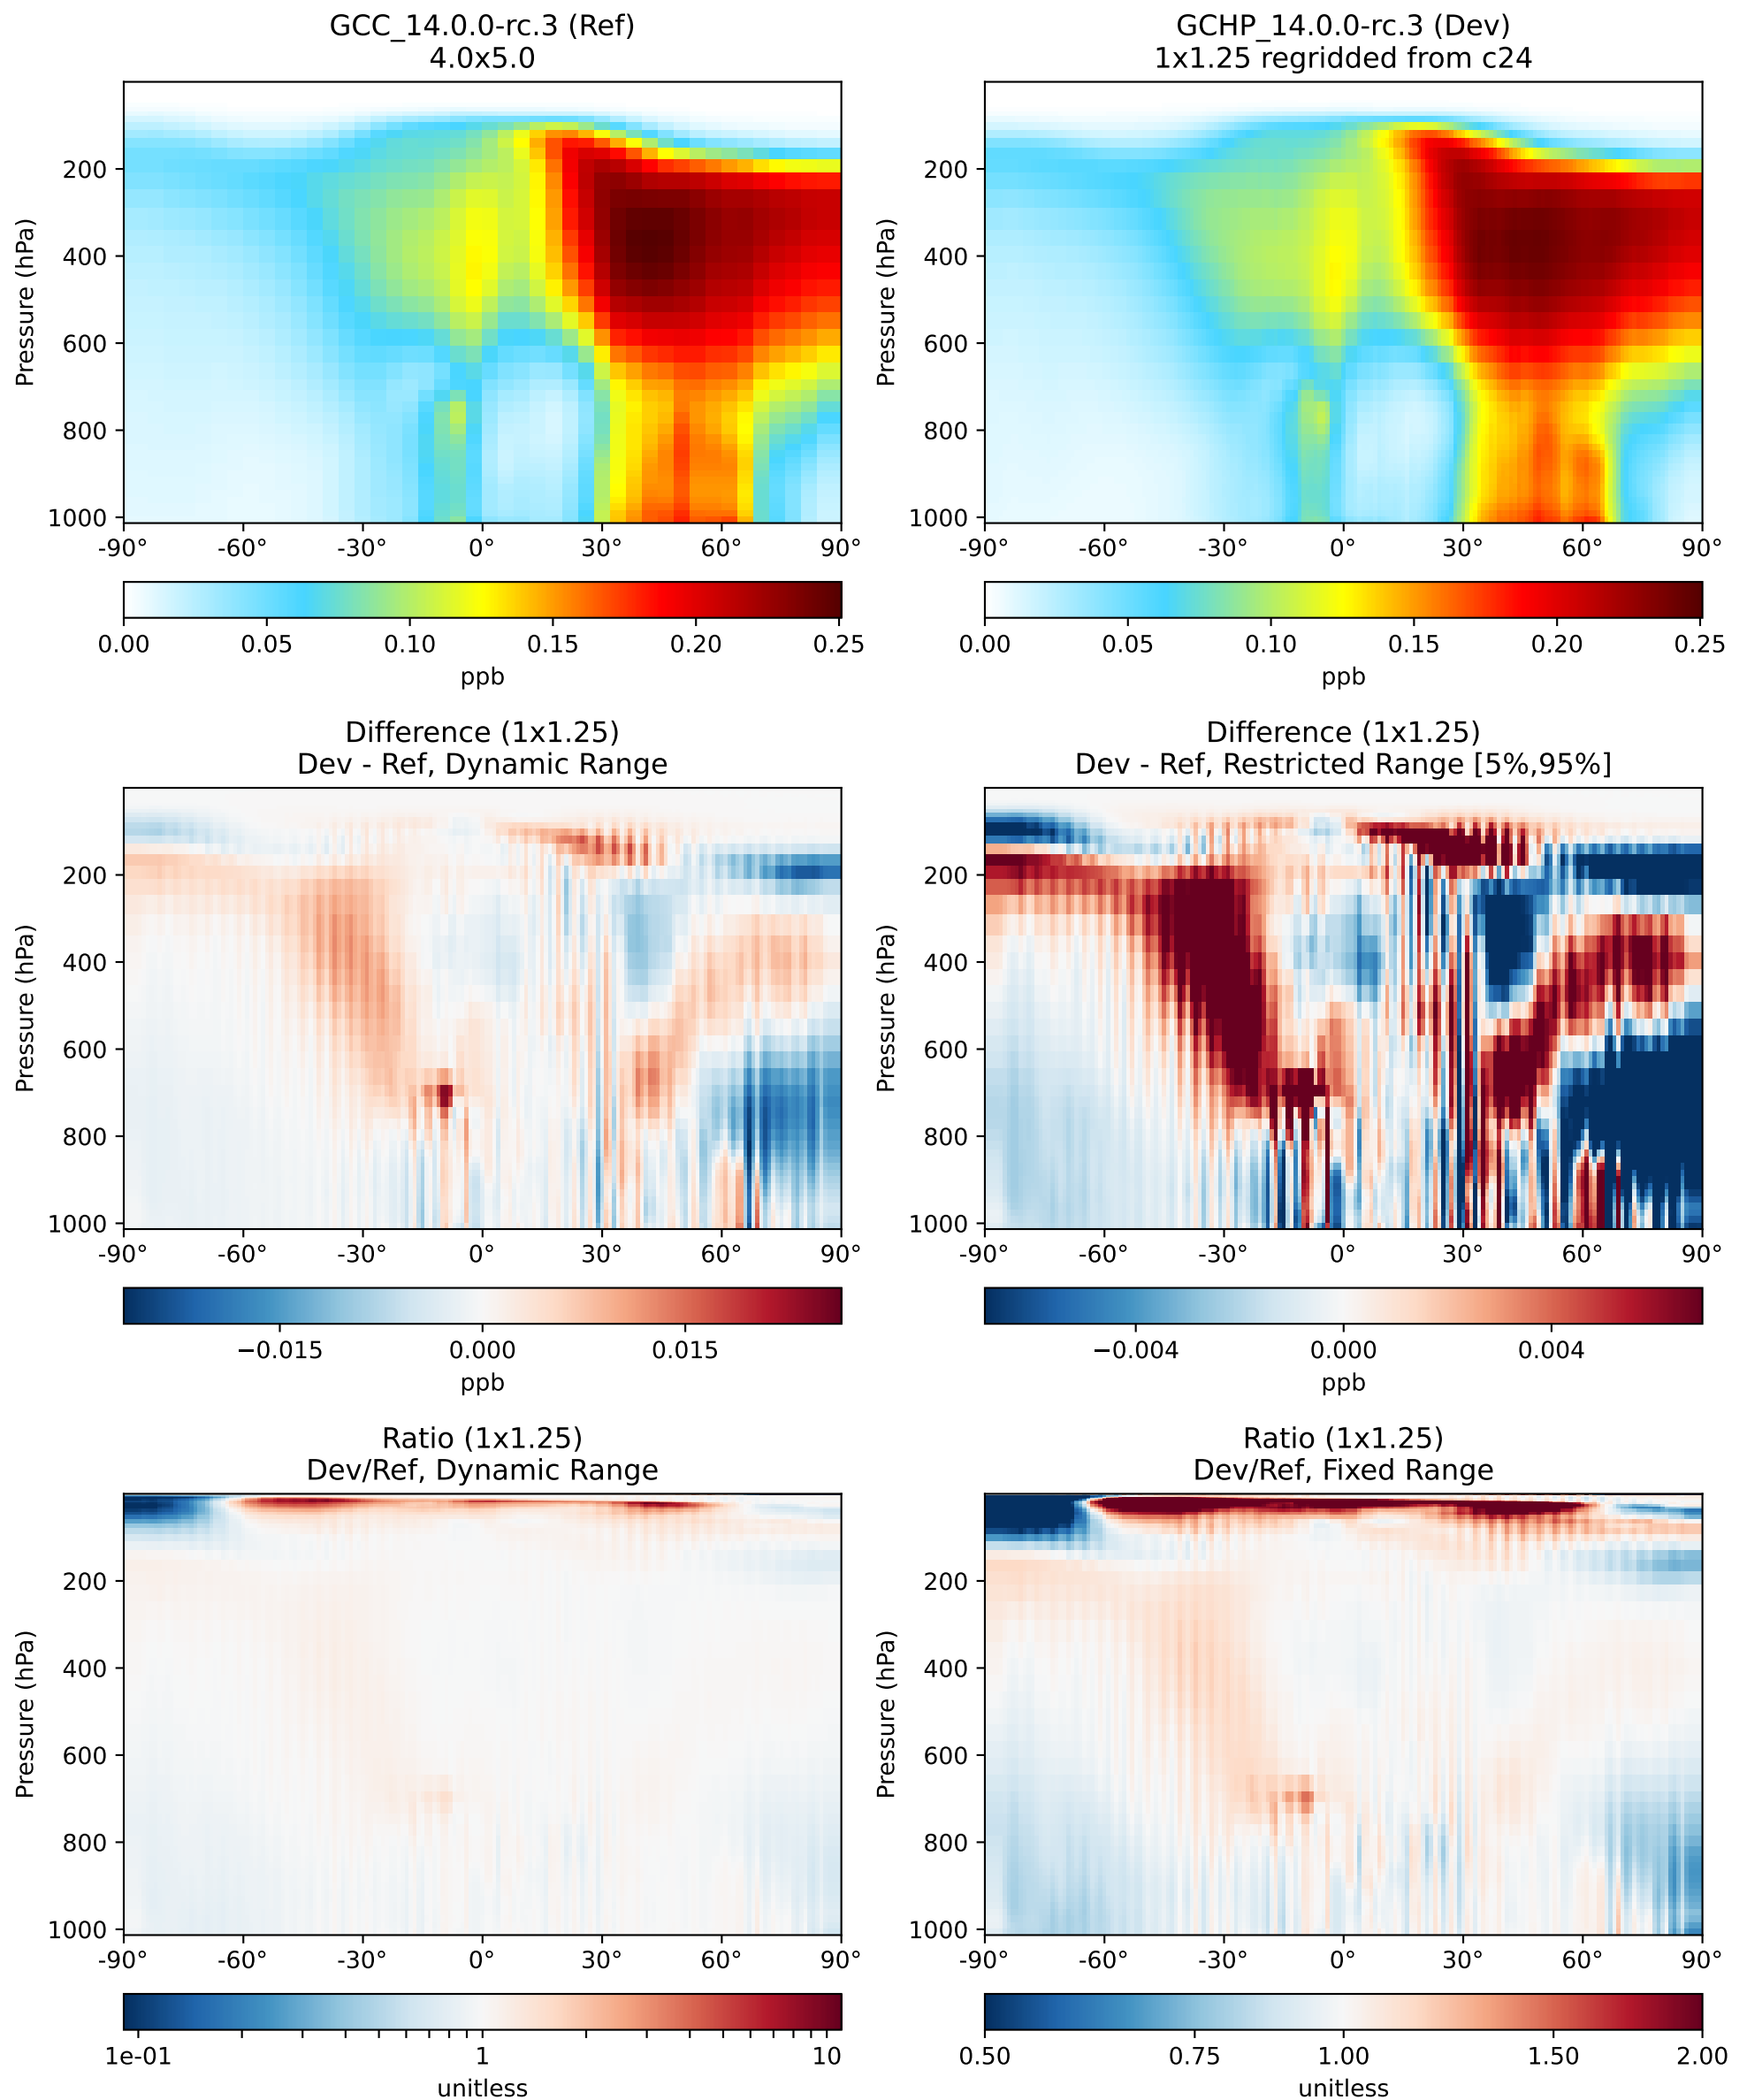 GCC_14.0.0-rc.3 (Ref)
4.0x5.0
Pressure (hPa)
200
400
600
800
1000
-90° -60° -30° 0° 30° 60° 90°
0.00 0.05 0.10 0.15 0.20 0.25
ppb
GCHP_14.0.0-rc.3 (Dev)
1x1.25 regridded from c24
Pressure (hPa)
200
400
600
800
1000
-90° -60° -30° 0° 30° 60° 90°
0.00 0.05 0.10 0.15 0.20 0.25
ppb
Difference (1x1.25)
Dev - Ref, Dynamic Range
Pressure (hPa)
200
400
600
800
1000
-90° -60° -30° 0° 30° 60° 90°
−0.015 0.000 0.015
ppb
Difference (1x1.25)
Dev - Ref, Restricted Range [5%,95%]
Pressure (hPa)
200
400
600
800
1000
-90° -60° -30° 0° 30° 60° 90°
−0.004 0.000 0.004
ppb
Ratio (1x1.25)
Dev/Ref, Dynamic Range
Pressure (hPa)
200
400
600
800
1000
-90° -60° -30° 0° 30° 60° 90°
1e-01 1 10
unitless
Ratio (1x1.25)
Dev/Ref, Fixed Range
Pressure (hPa)
200
400
600
800
1000
-90° -60° -30° 0° 30° 60° 90°
0.50 0.75 1.00 1.50 2.00
unitless